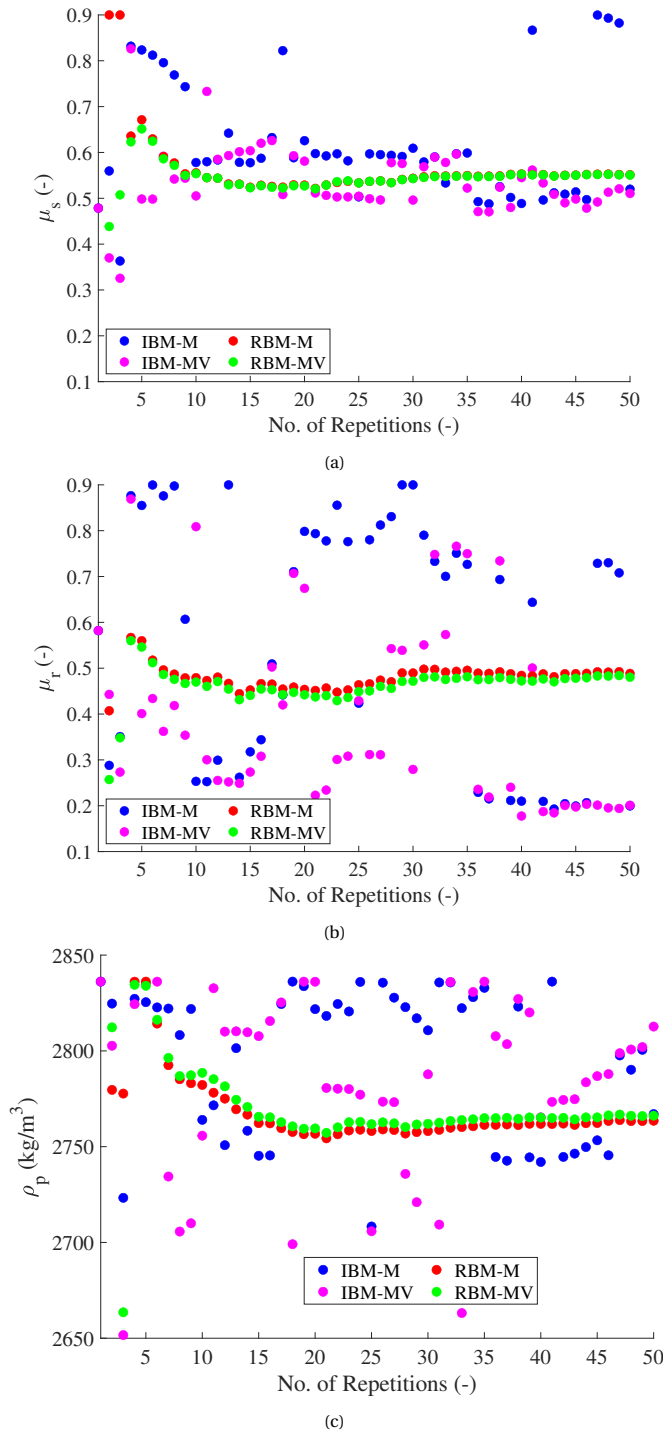 0.9
0.8
0.7
0.6
0.5
0.4
0.3
0.2
0.1
μs (-)
IBM-M RBM-M
IBM-MV RBM-MV
5 10 15 20 25 30 35 40 45 50
No. of Repetitions (-)
(a)
0.9
0.8
0.7
0.6
0.5
0.4
0.3
0.2
0.1
μr (-)
IBM-M RBM-M
IBM-MV RBM-MV
5 10 15 20 25 30 35 40 45 50
No. of Repetitions (-)
(b)
2850
2800
2750
2700
2650
ρp (kg/m³)
IBM-M RBM-M
IBM-MV RBM-MV
5 10 15 20 25 30 35 40 45 50
No. of Repetitions (-)
(c)